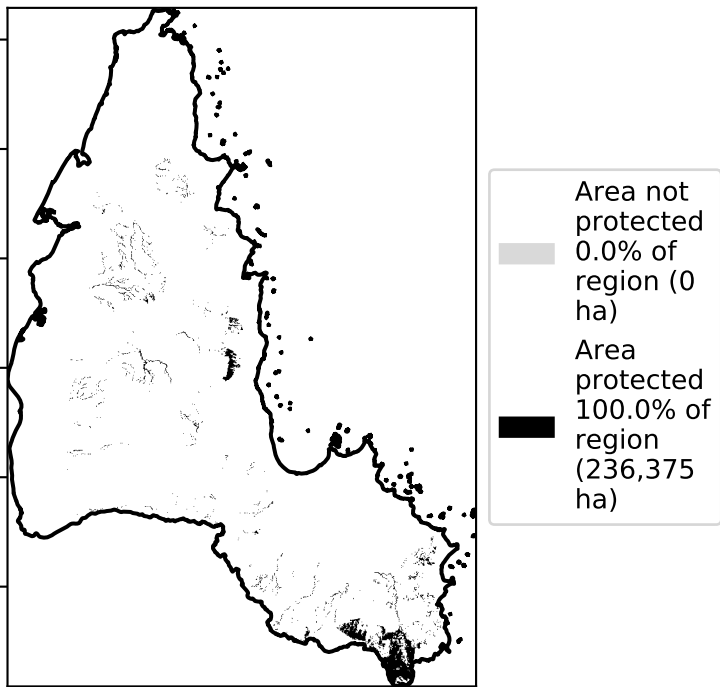 Area not
protected
0.0% of
region (0
ha)
Area
protected
100.0% of
region
(236,375
ha)